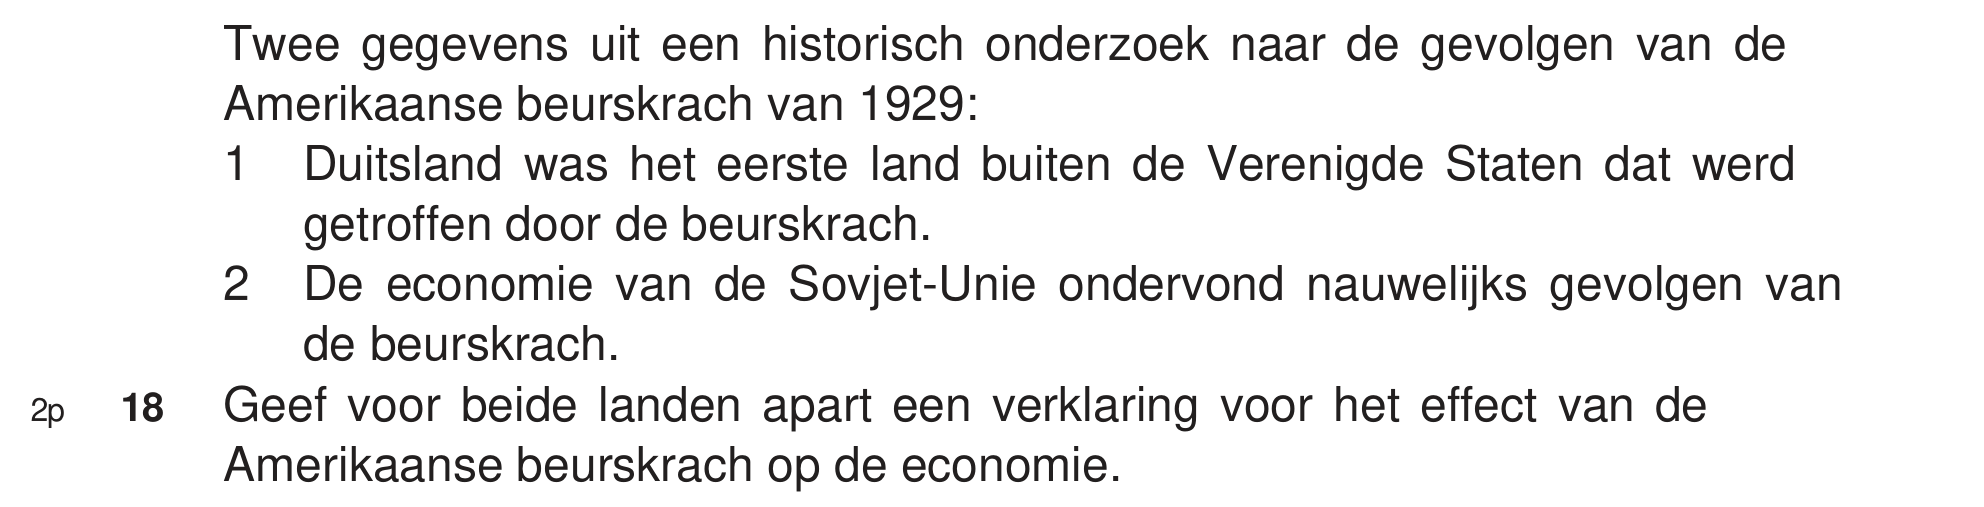 Twee gegevens uit een historisch onderzoek naar de gevolgen van de
Amerikaanse beurskrach van 1929:
1 Duitsland was het eerste land buiten de Verenigde Staten dat werd
getroffen door de beurskrach.
2 De economie van de Sovjet-Unie ondervond nauwelijks gevolgen van
de beurskrach.
2p 18 Geef voor beide landen apart een verklaring voor het effect van de
Amerikaanse beurskrach op de economie.